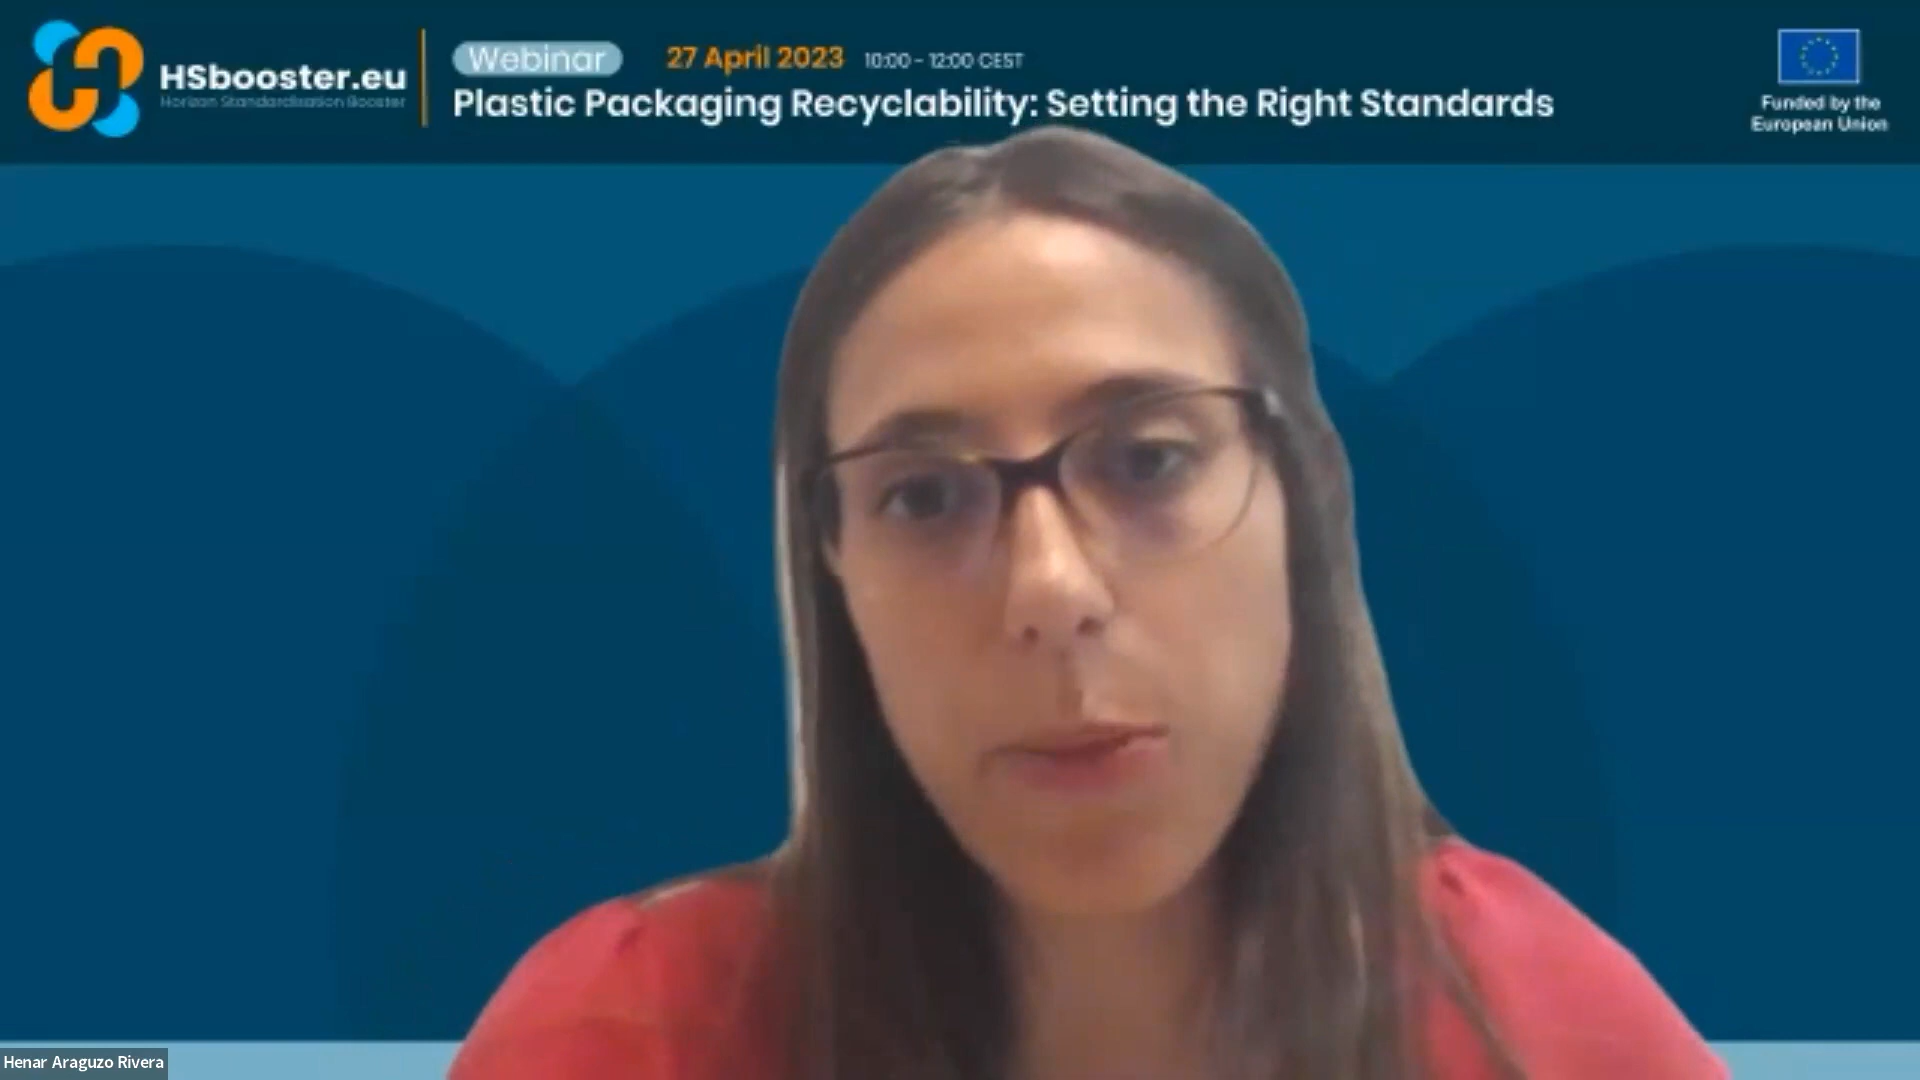 HSbooster.eu
Horizon Standardisation Booster
Webinar 27 April 2023 10:00 - 12:00 CEST
Plastic Packaging Recyclability: Setting the Right Standards
Funded by the
European Union
Henar Araguzo Rivera